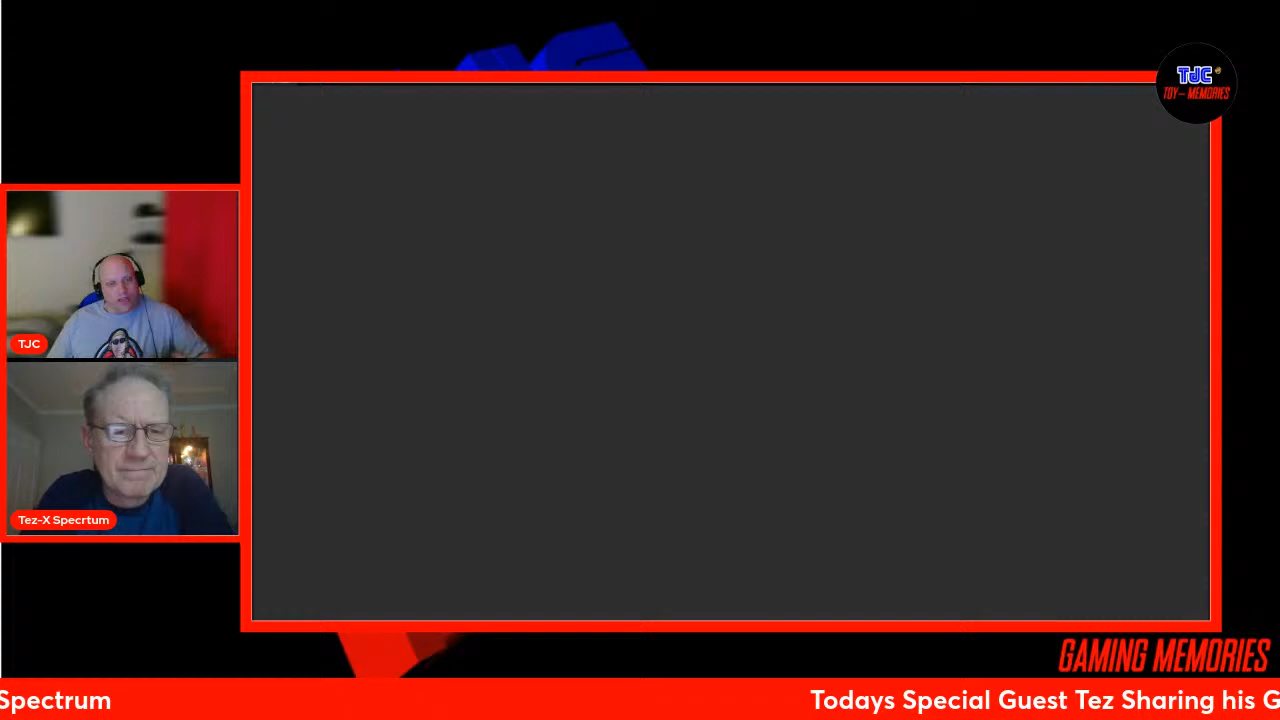 TJC
TOY-MEMORIES
TJC
Tez-X Specrtum
GAMING MEMORIES
Spectrum
Todays Special Guest Tez Sharing his G